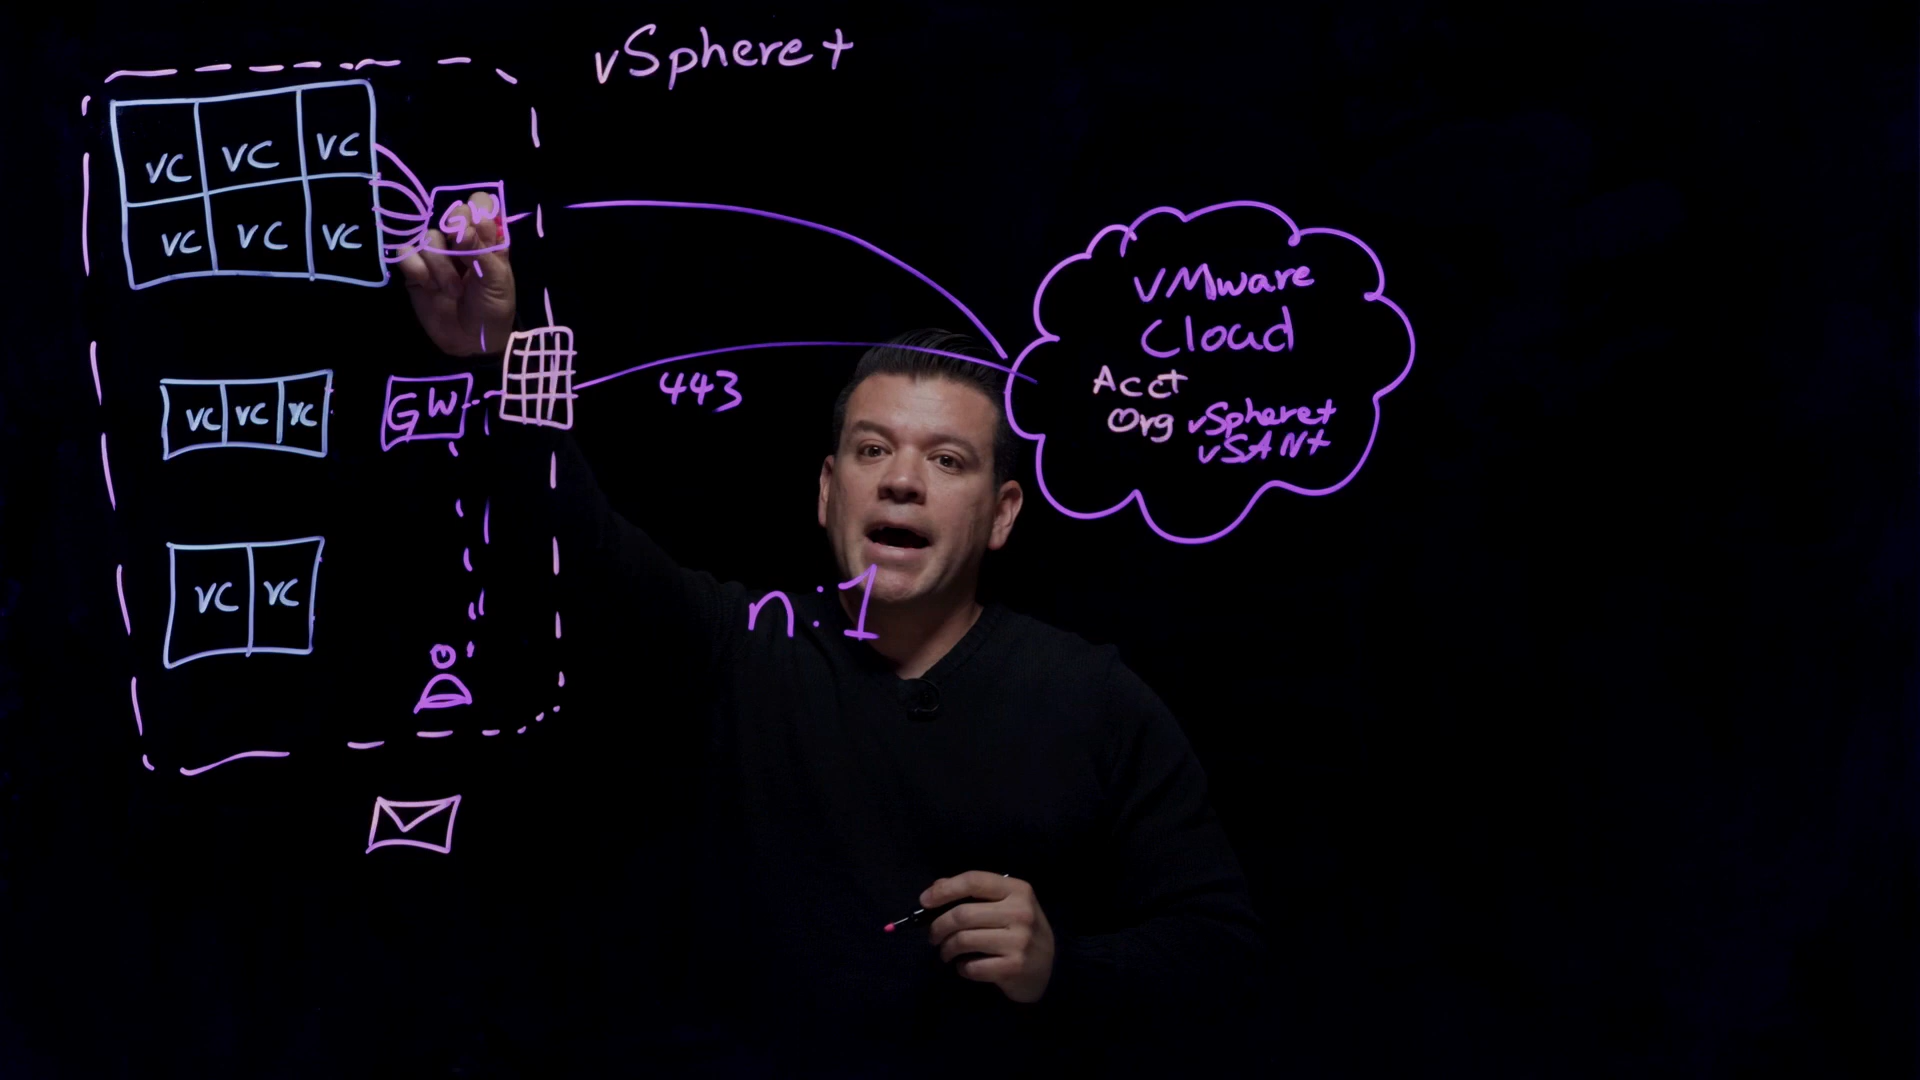 vSphere+
VC VC VC
VC VC VC
GW
VMware
Cloud
Acct
Org vSphere+
vSAN+
443
VC VC VC
GW
VC VC
n:1